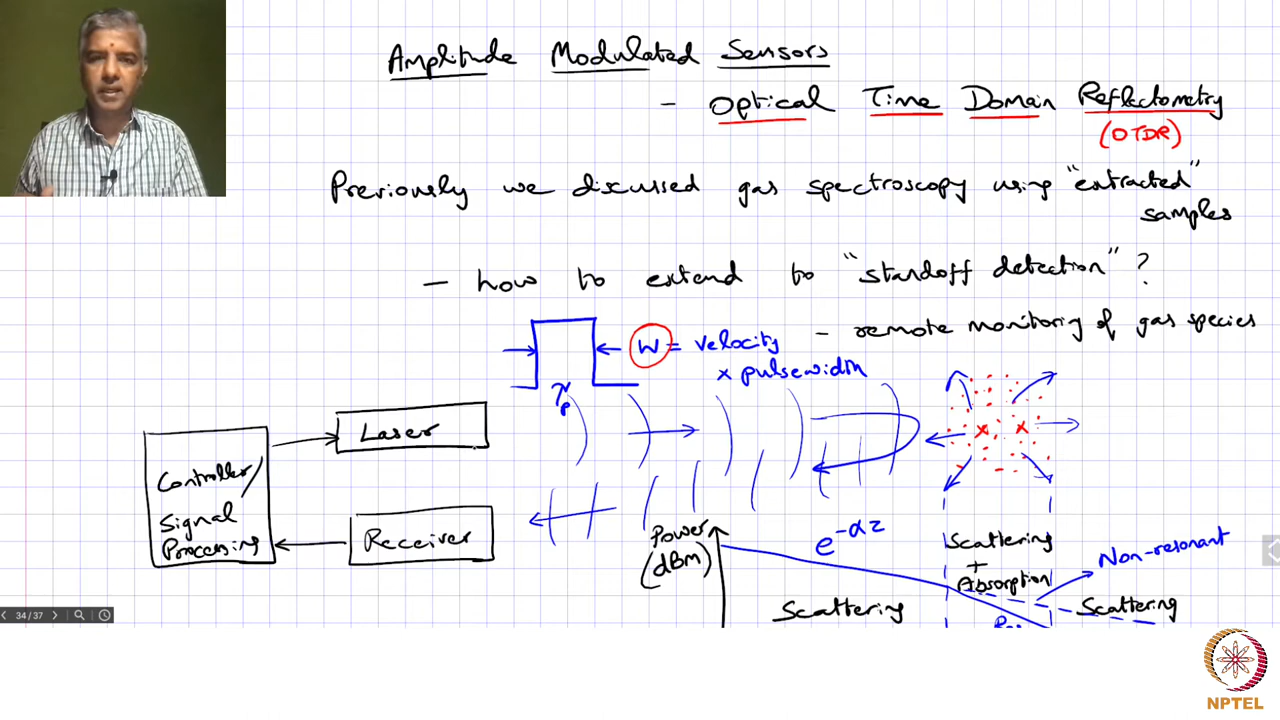 Amplitude Modulated Sensors
- Optical Time Domain Reflectometry
(OTDR)
Previously we discussed gas spectroscopy using "extracted"
samples
- how to extend to "standoff detection" ?
- remote monitoring of gas species
W = velocity
x pulsewidth
τp
Laser
Controller/
Signal
Processing
Receiver
Power
(dBm)
e^-αz
Scattering
+
Absorption
Non-resonant
Scattering
Scattering
34/37
NPTEL